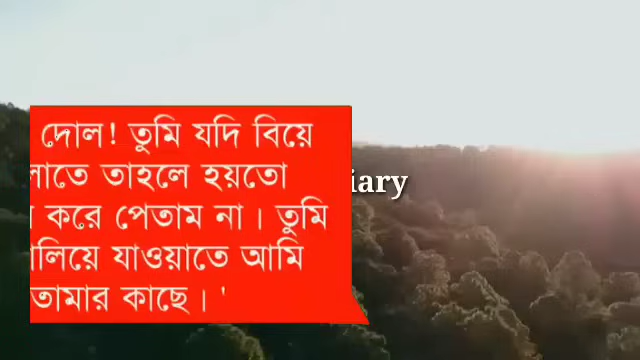 দোল! তুমি যদি বিয়ে
তাহলে হয়তো
করে পেতাম না। তুমি
যাওয়াতে আমি
কাছে। '